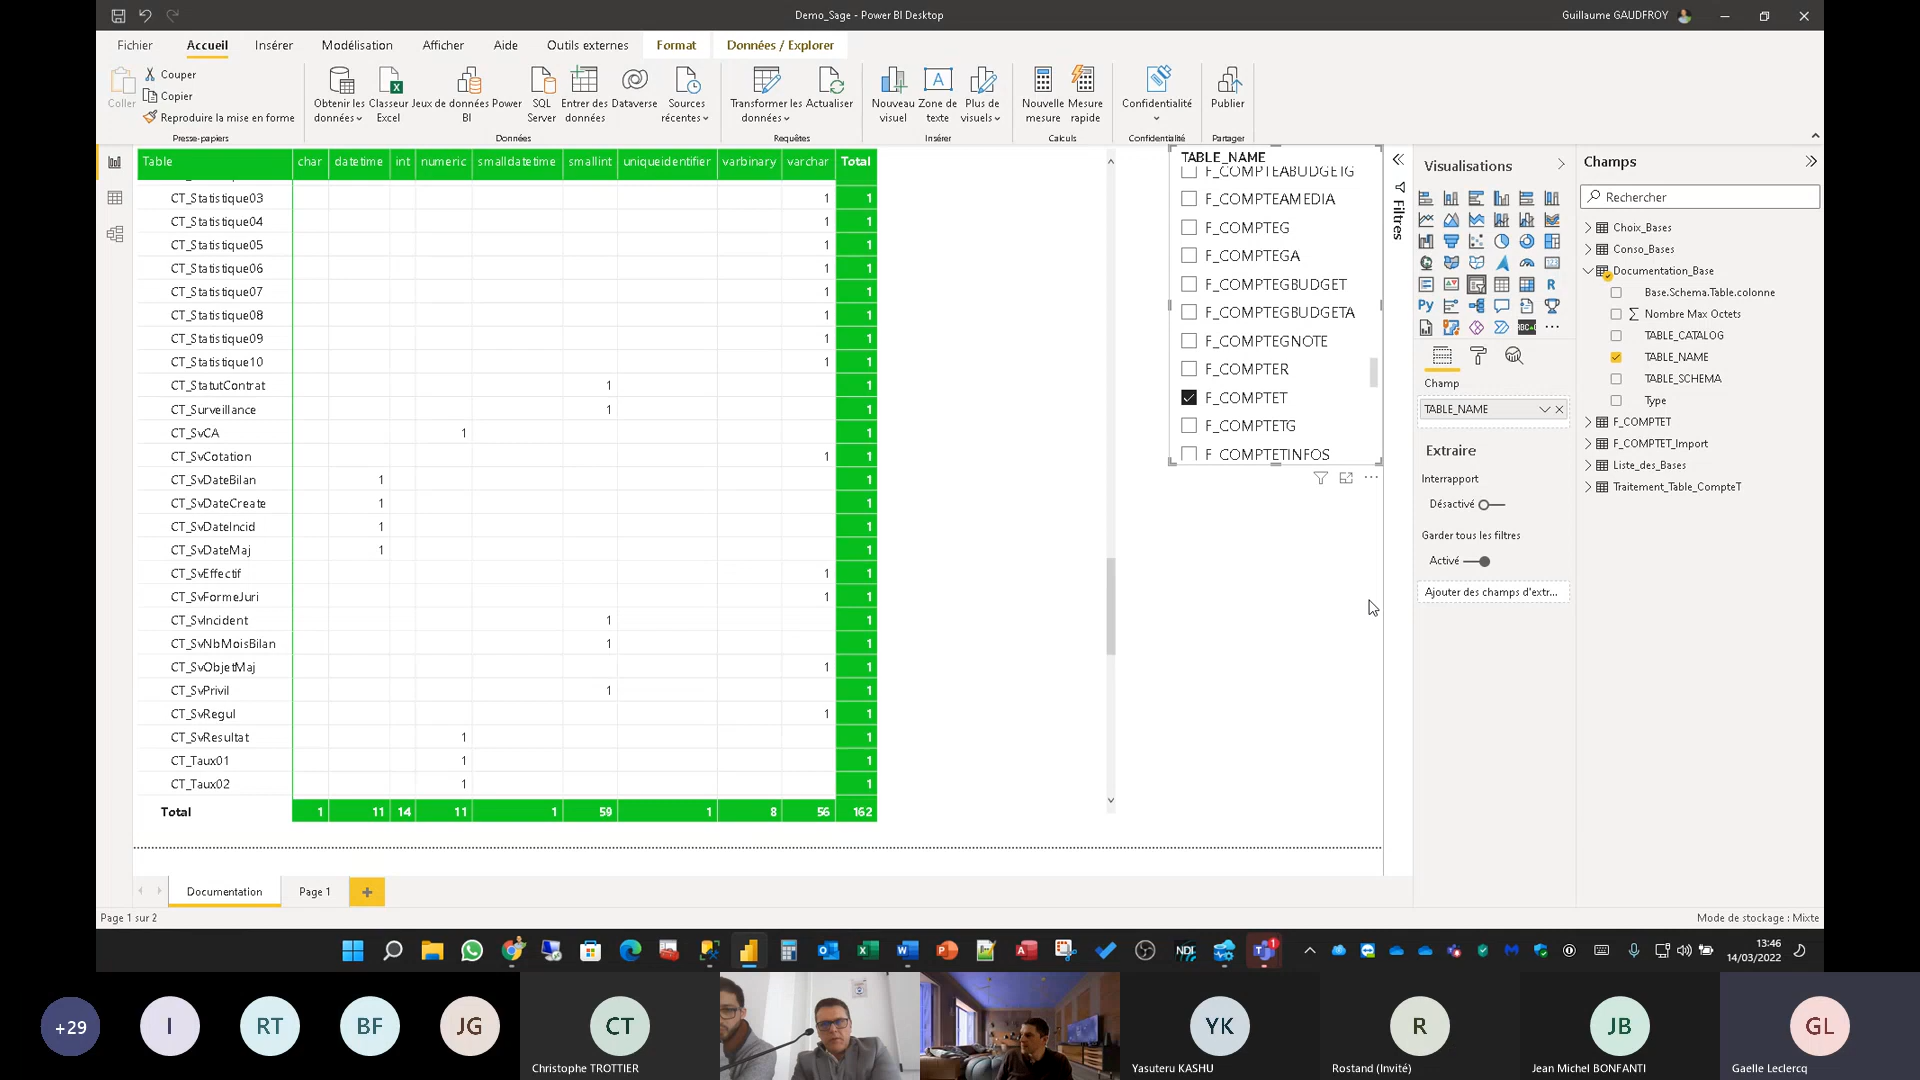 Demo_Sage - Power BI Desktop
Guillaume GAUDFROY
Fichier Accueil Insérer Modélisation Afficher Aide Outils externes Format Données / Explorer
Coller
Couper
Copier
Reproduire la mise en forme
Presse-papiers
Obtenir les données
Classeur Excel
Jeux de données Power BI
SQL Server
Entrer des données
Dataverse
Sources récentes
Données
Transformer les données
Actualiser
Requêtes
Nouveau visuel
Zone de texte
Plus de visuels
Insérer
Nouvelle mesure
Mesure rapide
Calculs
Confidentialité
Confidentialité
Publier
Partager
Table char datetime int numeric smalldatetime smallint uniqueidentifier varbinary varchar Total
CT_Statistique03 1 1
CT_Statistique04 1 1
CT_Statistique05 1 1
CT_Statistique06 1 1
CT_Statistique07 1 1
CT_Statistique08 1 1
CT_Statistique09 1 1
CT_Statistique10 1 1
CT_StatutContrat 1 1
CT_Surveillance 1 1
CT_SvCA 1 1
CT_SvCotation 1 1
CT_SvDateBilan 1 1
CT_SvDateCreate 1 1
CT_SvDateIncid 1 1
CT_SvDateMaj 1 1
CT_SvEffectif 1 1
CT_SvFormeJuri 1 1
CT_SvIncident 1 1
CT_SvNbMoisBilan 1 1
CT_SvObjetMaj 1 1
CT_SvPrivil 1 1
CT_SvRegul 1 1
CT_SvResultat 1 1
CT_Taux01 1 1
CT_Taux02 1 1
Total 1 11 14 11 1 59 1 8 56 162
TABLE_NAME
F_COMPTEABUDGETG
F_COMPTEAMEDIA
F_COMPTEG
F_COMPTEGA
F_COMPTEGBUDGET
F_COMPTEGBUDGETA
F_COMPTEGNOTE
F_COMPTER
F_COMPTET
F_COMPTETG
F_COMPTETINFOS
Filtres
Visualisations
R
Py
Champ
TABLE_NAME
Extraire
Interrapport
Désactivé
Garder tous les filtres
Activé
Ajouter des champs d'extr...
Champs
Rechercher
Choix_Bases
Conso_Bases
Documentation_Base
Base.Schema.Table.colonne
Nombre Max Octets
TABLE_CATALOG
TABLE_NAME
TABLE_SCHEMA
Type
F_COMPTET
F_COMPTET_Import
Liste_des_Bases
Traitement_Table_CompteT
Documentation Page 1 +
Page 1 sur 2
Mode de stockage : Mixte
13:46
14/03/2022
+29
I
RT
BF
JG
CT
Christophe TROTTIER
YK
Yasuteru KASHU
R
Rostand (Invité)
JB
Jean Michel BONFANTI
GL
Gaelle Leclercq